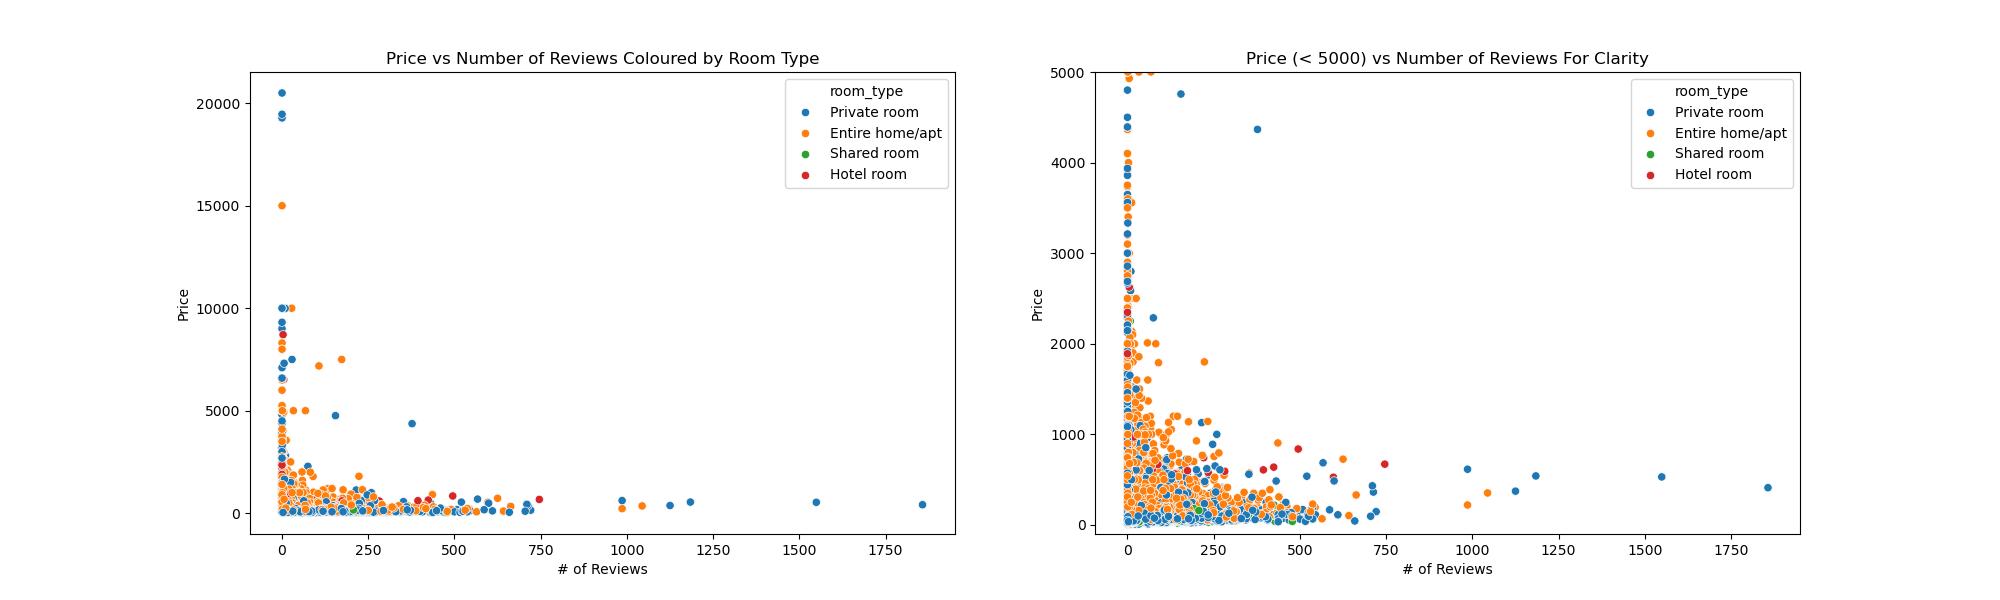 Price vs Number of Reviews Coloured by Room Type
room_type
Private room
Entire home/apt
Shared room
Hotel room
20000
15000
10000
5000
0
Price
0 250 500 750 1000 1250 1500 1750
# of Reviews
Price (< 5000) vs Number of Reviews For Clarity
room_type
Private room
Entire home/apt
Shared room
Hotel room
5000
4000
3000
2000
1000
0
Price
0 250 500 750 1000 1250 1500 1750
# of Reviews